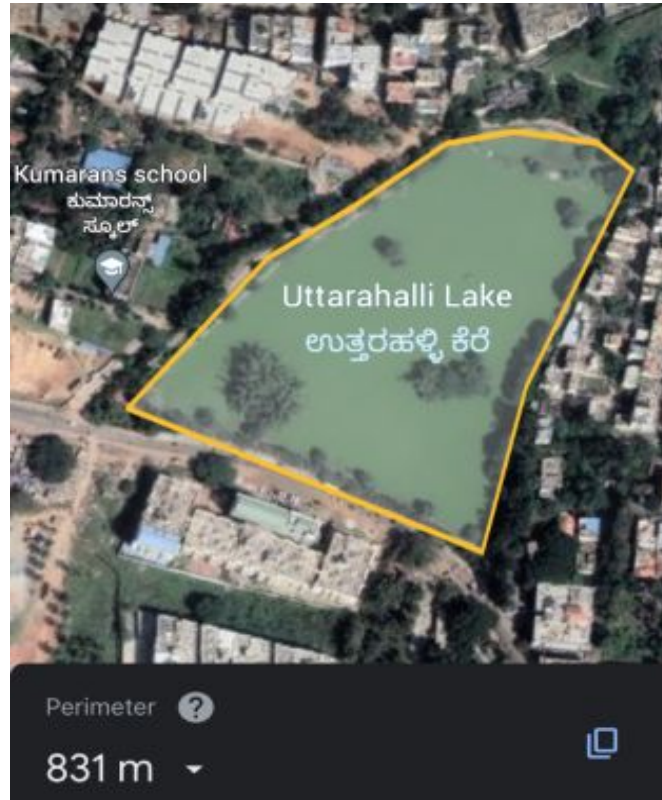 Kumarans school
ಕುಮಾರನ್ಸ್
ಸ್ಕೂಲ್
Uttarahalli Lake
ಉತ್ತರಹಳ್ಳಿ ಕೆರೆ
Perimeter ?
831 m